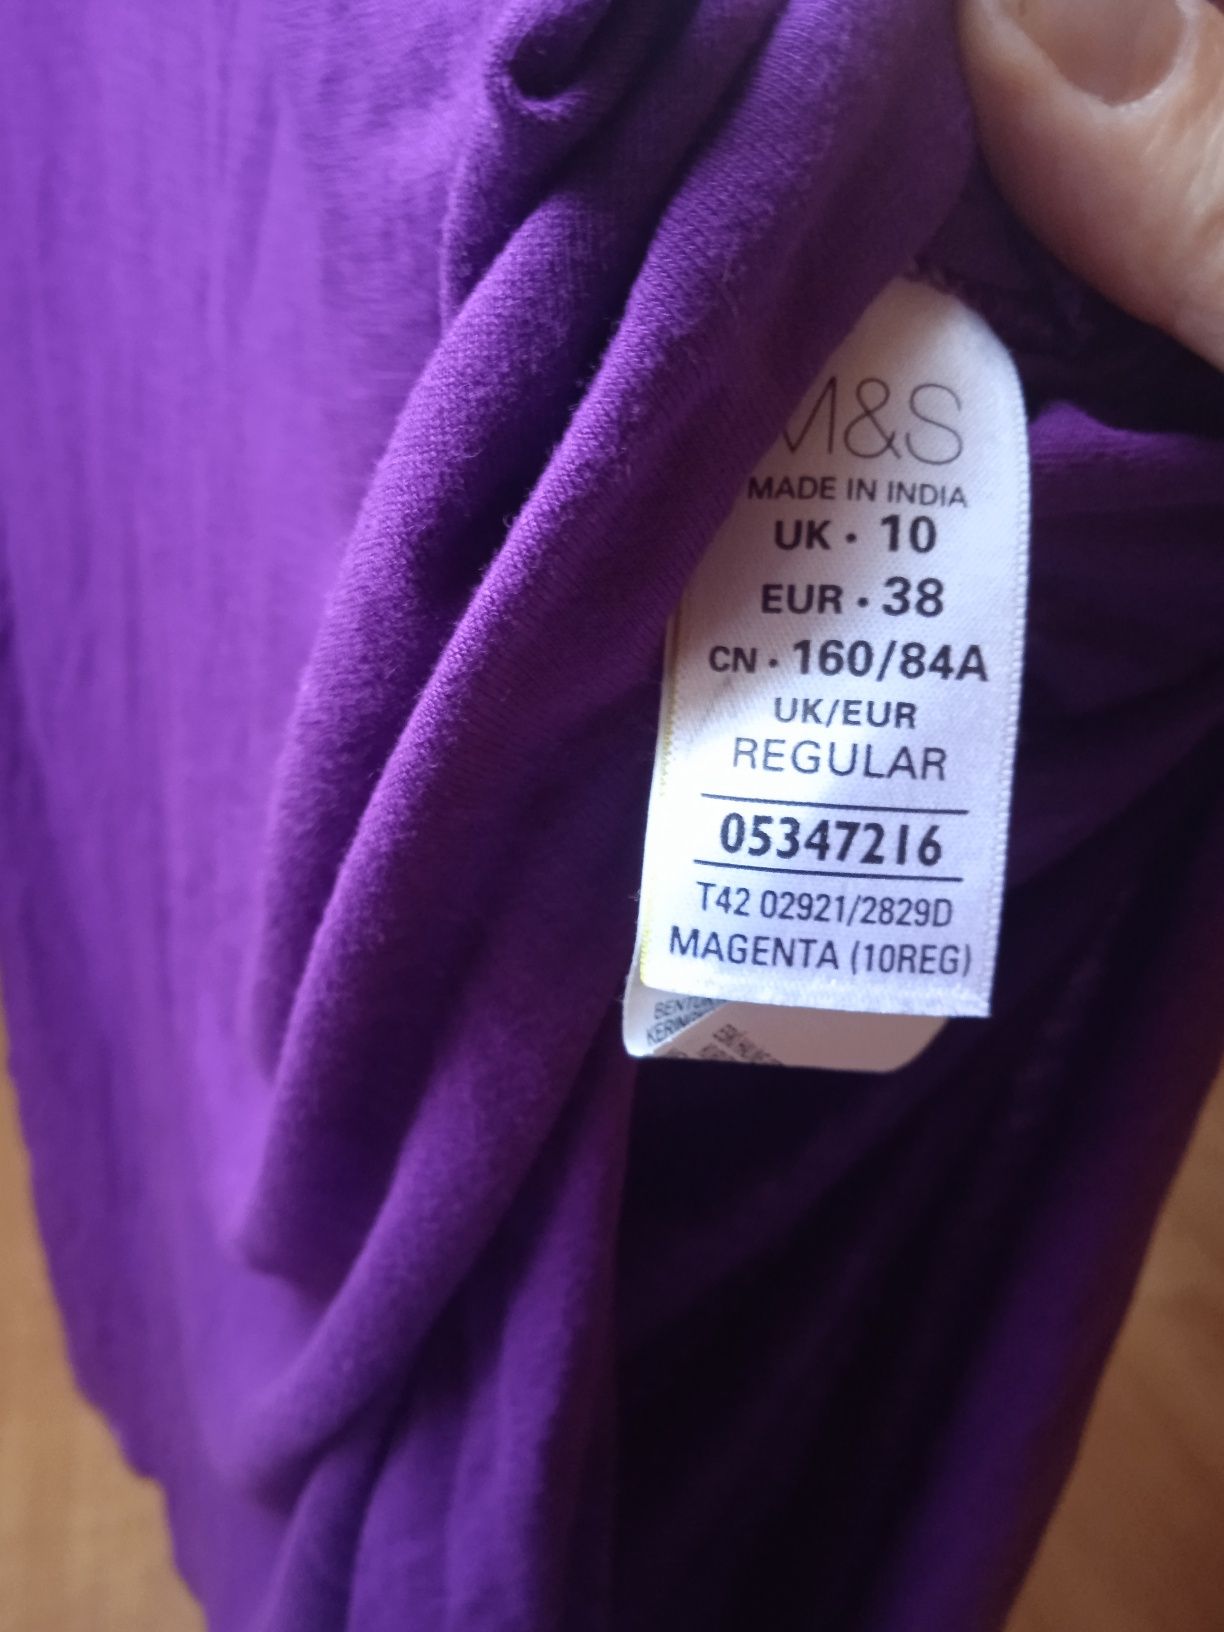 M&S
MADE IN INDIA
UK • 10
EUR • 38
CN • 160/84A
UK/EUR
REGULAR
05347216
T42 02921/2829D
MAGENTA (10REG)